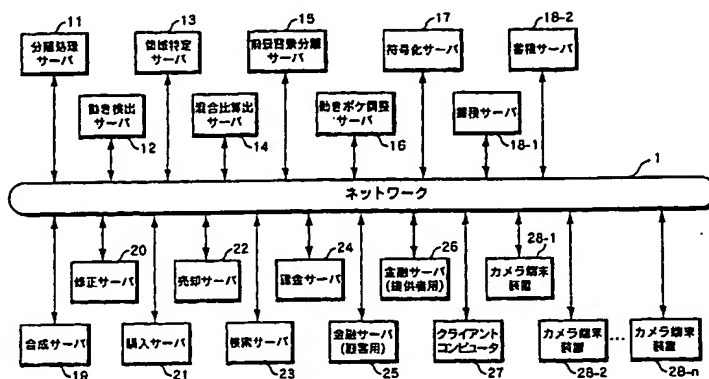 11
13
15
17
18-2
分離処理
サーバ
領域特定
サーバ
前景背景分離
サーバ
符号化サーバ
蓄積サーバ
動き検出
サーバ
混合比算出
サーバ
動きボケ調整
サーバ
蓄積サーバ
12
14
16
18-1
1
ネットワーク
20
22
24
26
28-1
修正サーバ
売却サーバ
課金サーバ
金融サーバ
(提供者用)
カメラ端末
装置
合成サーバ
購入サーバ
検索サーバ
金融サーバ
(顧客用)
クライアント
コンピュータ
カメラ端末
装置
...
カメラ端末
装置
19
21
23
25
27
28-2
28-n